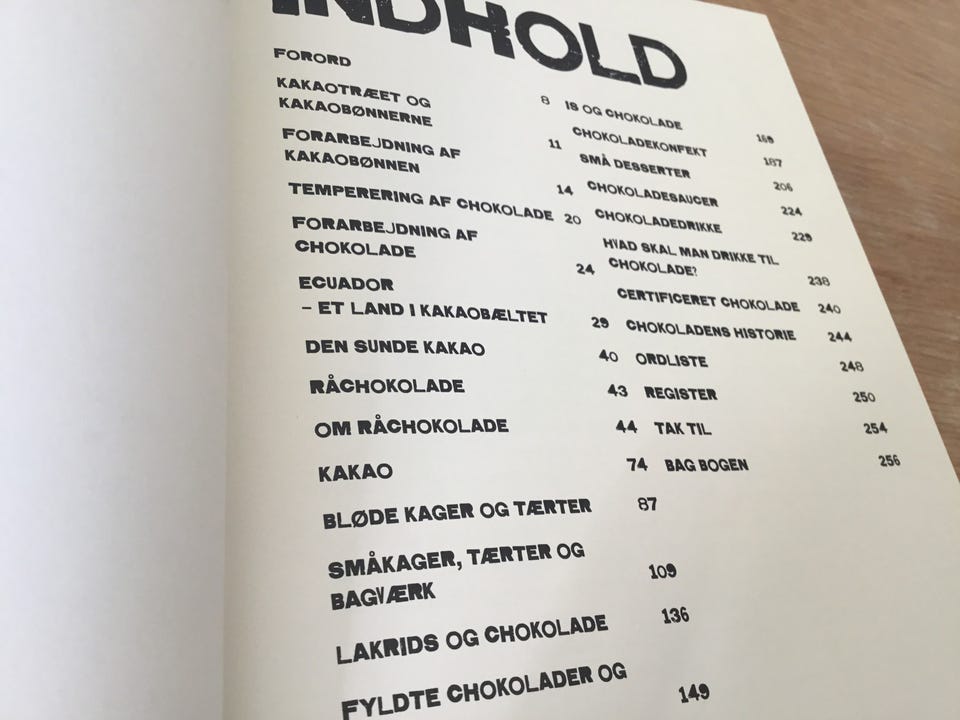 INDHOLD
FORORD 8
KAKAOTRÆET OG
KAKAOBØNNERNE 11
FORARBEJDNING AF
KAKAOBØNNEN 14
TEMPERERING AF CHOKOLADE 20
FORARBEJDNING AF
CHOKOLADE 24
ECUADOR
– ET LAND I KAKAOBÆLTET 29
DEN SUNDE KAKAO 40
RÅCHOKOLADE 43
OM RÅCHOKOLADE 44
KAKAO 74
BLØDE KAGER OG TÆRTER 87
SMÅKAGER, TÆRTER OG
BAGVÆRK 109
LAKRIDS OG CHOKOLADE 136
FYLDTE CHOKOLADER OG 149
IS OG CHOKOLADE 169
CHOKOLADEKONFEKT 187
SMÅ DESSERTER 206
CHOKOLADESAUCER 224
CHOKOLADEDRIKKE 229
HVAD SKAL MAN DRIKKE TIL
CHOKOLADE? 238
CERTIFICERET CHOKOLADE 240
CHOKOLADENS HISTORIE 244
ORDLISTE 248
REGISTER 250
TAK TIL 254
BAG BOGEN 256